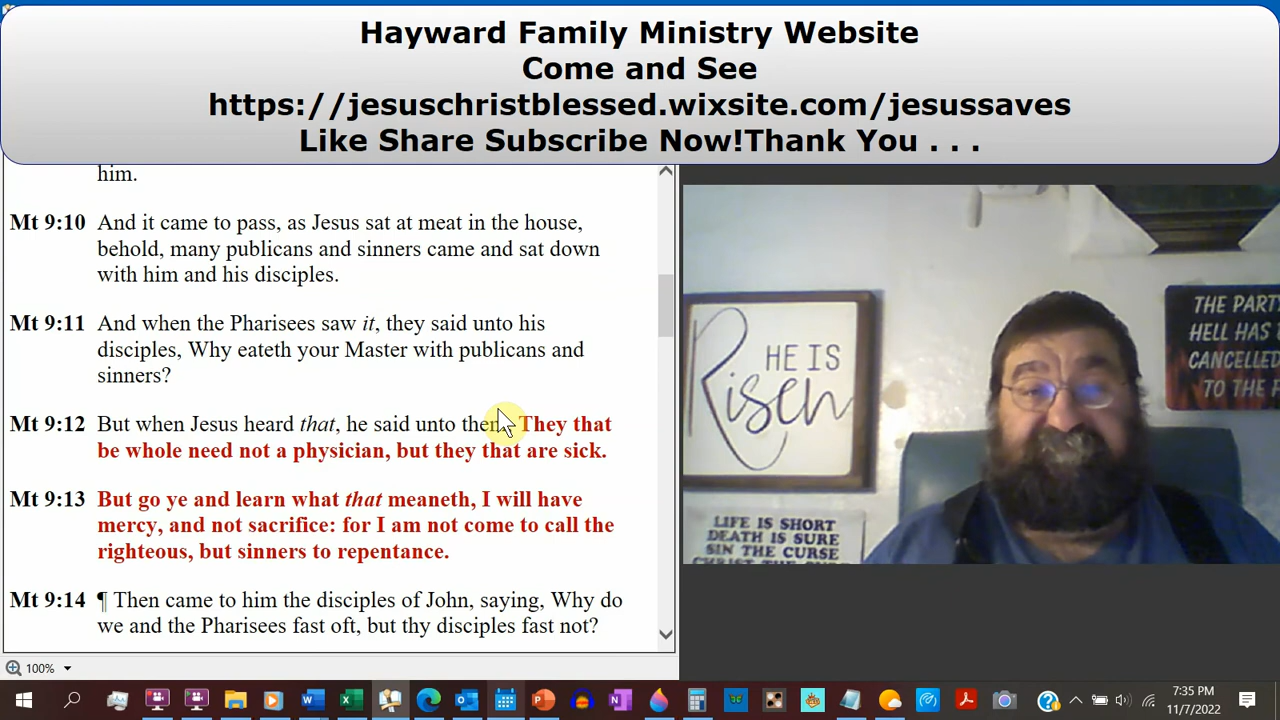 Hayward Family Ministry Website
Come and See
https://jesuschristblessed.wixsite.com/jesussaves
Like Share Subscribe Now!Thank You . . .
him.
Mt 9:10 And it came to pass, as Jesus sat at meat in the house,
behold, many publicans and sinners came and sat down
with him and his disciples.
Mt 9:11 And when the Pharisees saw it, they said unto his
disciples, Why eateth your Master with publicans and
sinners?
Mt 9:12 But when Jesus heard that, he said unto They that
be whole need not a physician, but they that are sick.
Mt 9:13 But go ye and learn what that meaneth, I will have
mercy, and not sacrifice: for I am not come to call the
righteous, but sinners to repentance.
Mt 9:14 ¶ Then came to him the disciples of John, saying, Why do
we and the Pharisees fast oft, but thy disciples fast not?
HE IS
Risen
THE PARTY
HELL HAS
CANCELLED
TO THE
LIFE IS SHORT
DEATH IS SURE
SIN THE CURSE
100%
7:35 PM
11/7/2022